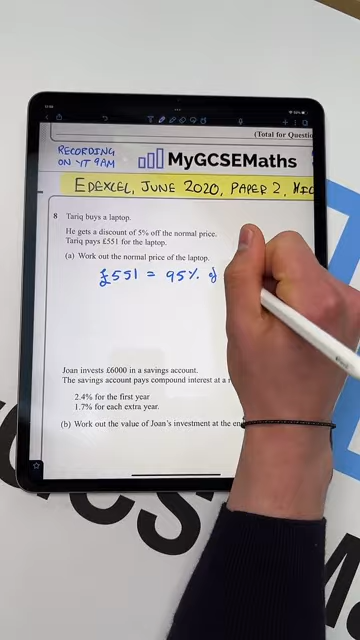 (Total for
RECORDING
ON YT 9AM
MyGCSEMaths
EDEXCEL, JUNE 2020, PAPER 2,
8 Tariq buys a laptop.
He gets a discount of 5% off the normal price.
Tariq pays £551 for the laptop.
(a) Work out the normal price of the laptop.
£551 = 95% of
Joan invests £6000 in a savings account.
The savings account pays compound interest at a
2.4% for the first year
1.7% for each extra year.
(b) Work out the value of Joan's investment at the